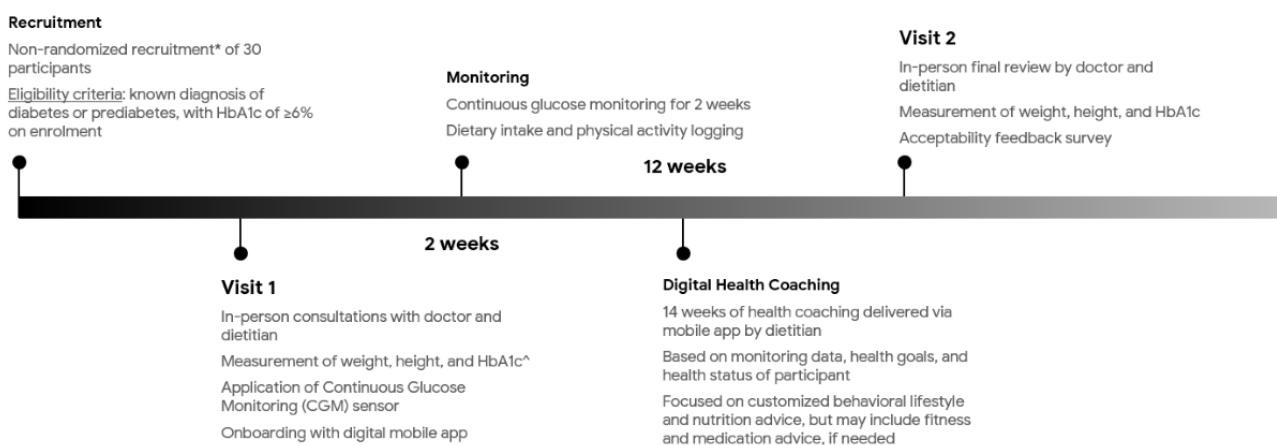 Recruitment
Non-randomized recruitment* of 30
participants
Eligibility criteria: known diagnosis of
diabetes or prediabetes, with HbA1c of ≥6%
on enrolment
Monitoring
Continuous glucose monitoring for 2 weeks
Dietary intake and physical activity logging
12 weeks
Visit 2
In-person final review by doctor and
dietitian
Measurement of weight, height, and HbA1c
Acceptability feedback survey
2 weeks
Visit 1
In-person consultations with doctor and
dietitian
Measurement of weight, height, and HbA1c^
Application of Continuous Glucose
Monitoring (CGM) sensor
Onboarding with digital mobile app
Digital Health Coaching
14 weeks of health coaching delivered via
mobile app by dietitian
Based on monitoring data, health goals, and
health status of participant
Focused on customized behavioral lifestyle
and nutrition advice, but may include fitness
and medication advice, if needed